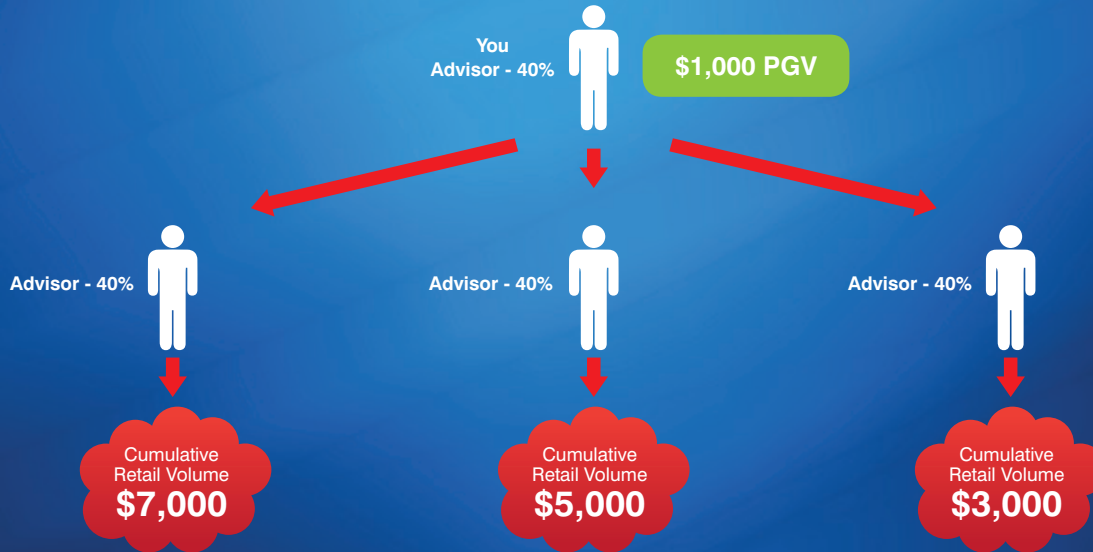 You
Advisor - 40%
$1,000 PGV
Advisor - 40%
Advisor - 40%
Advisor - 40%
Cumulative
Retail Volume
$7,000
Cumulative
Retail Volume
$5,000
Cumulative
Retail Volume
$3,000